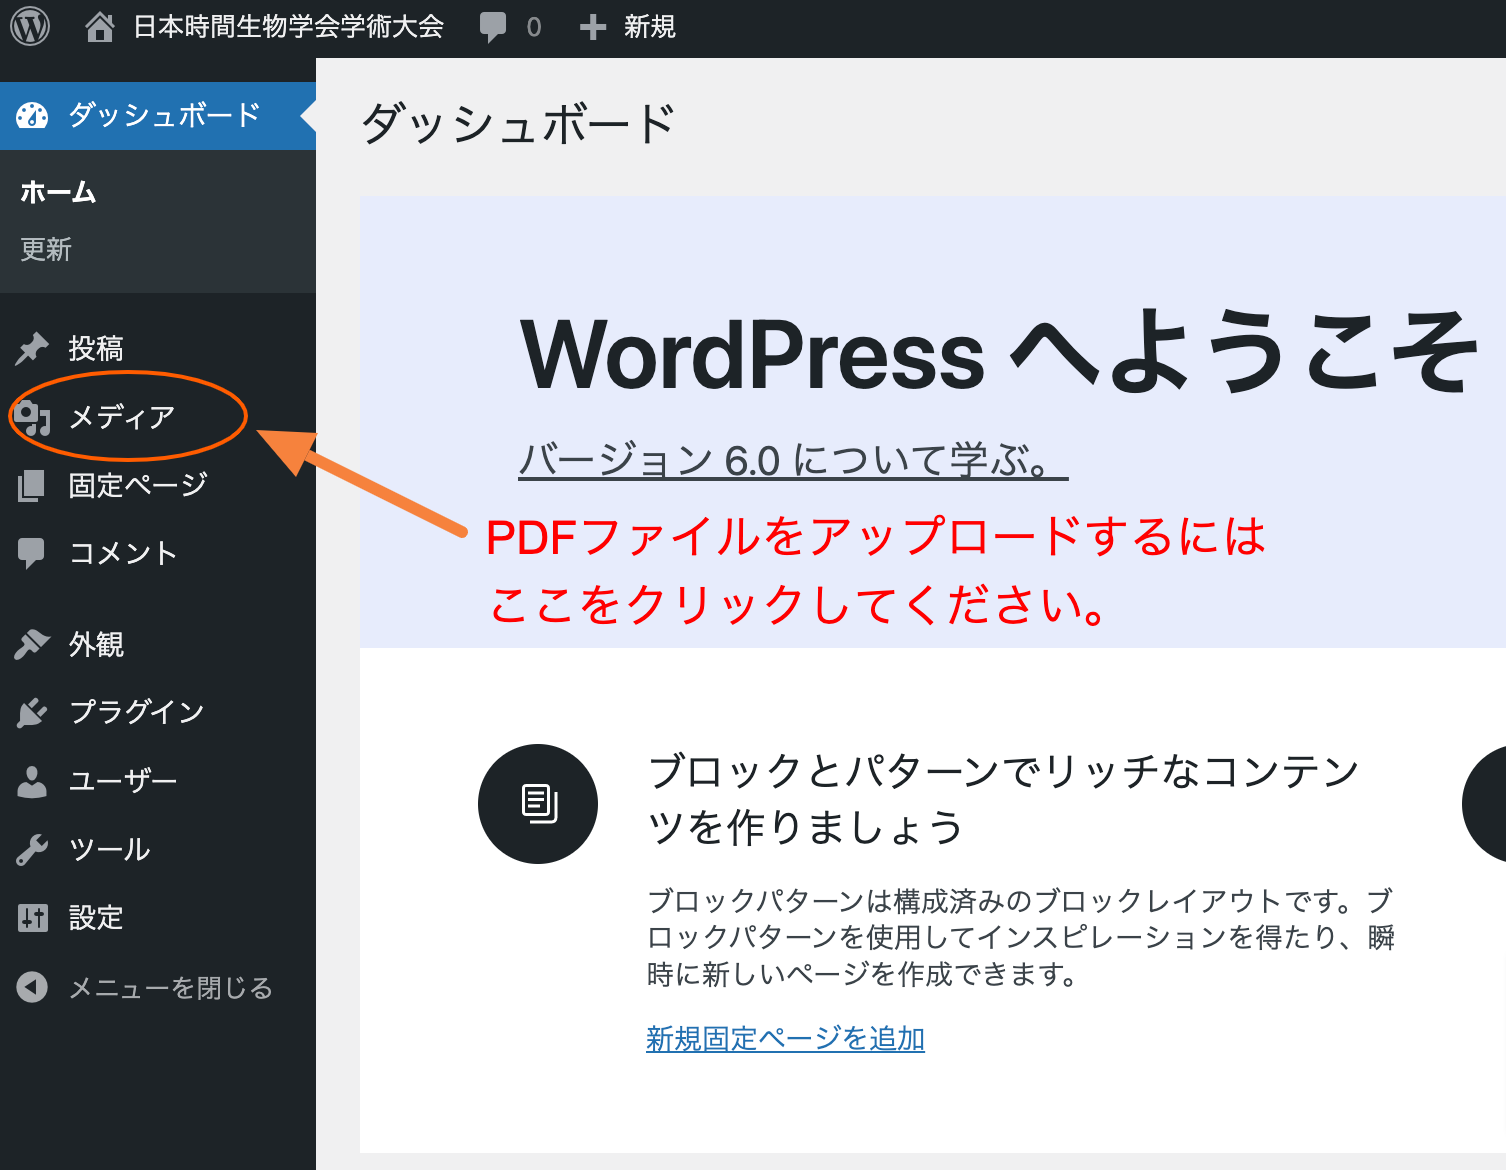 日本時間生物学会学術大会 0 新規
ダッシュボード
ホーム
更新
投稿
メディア
固定ページ
コメント
外観
プラグイン
ユーザー
ツール
設定
メニューを閉じる
ダッシュボード
WordPress へようこそ
バージョン 6.0 について学ぶ。
PDFファイルをアップロードするには
ここをクリックしてください。
ブロックとパターンでリッチなコンテン
ツを作りましょう
ブロックパターンは構成済みのブロックレイアウトです。ブ
ロックパターンを使用してインスピレーションを得たり、瞬
時に新しいページを作成できます。
新規固定ページを追加